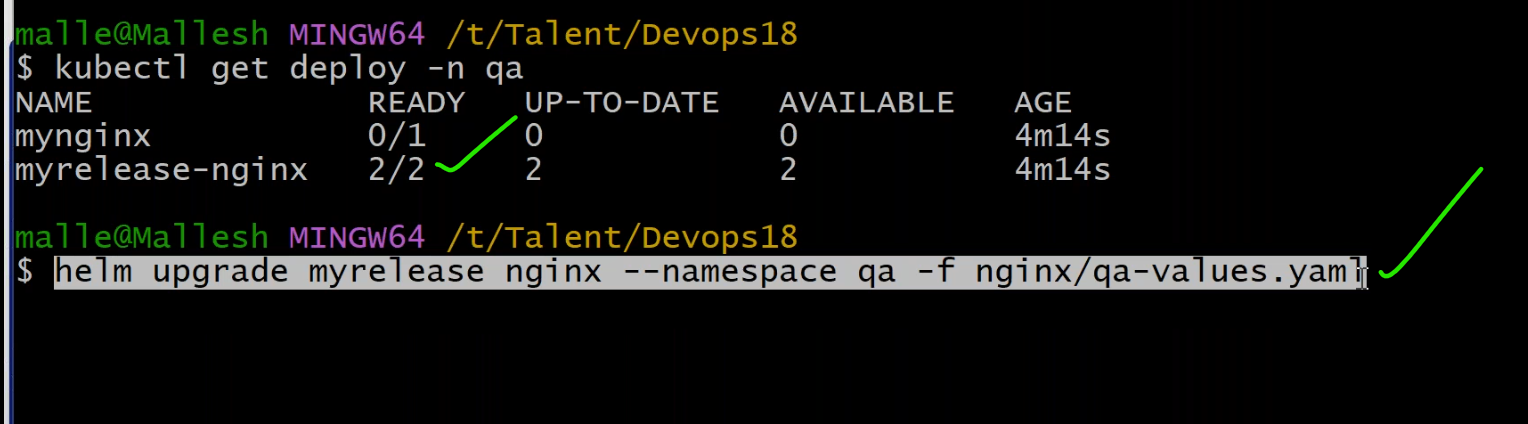 malle@Mallesh MINGW64 /t/Talent/Devops18
$ kubectl get deploy -n qa
NAME READY UP-TO-DATE AVAILABLE AGE
mynginx 0/1 0 0 4m14s
myrelease-nginx 2/2 2 2 4m14s
malle@Mallesh MINGW64 /t/Talent/Devops18
$ helm upgrade myrelease nginx --namespace qa -f nginx/qa-values.yaml